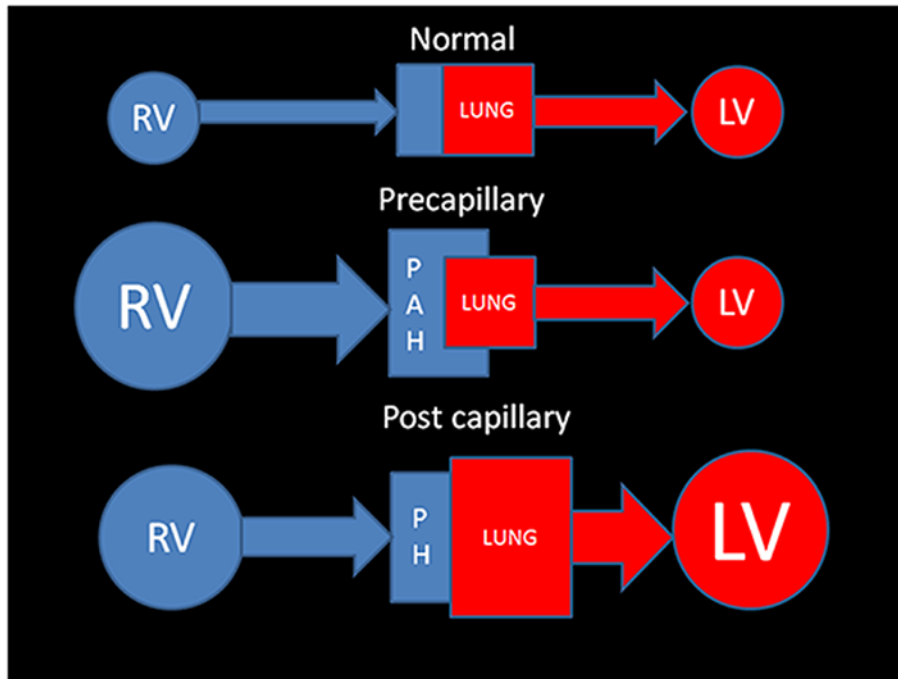 Normal
RV
LUNG
LV
Precapillary
RV
P
A
H
LUNG
LV
Post capillary
RV
P
H
LUNG
LV